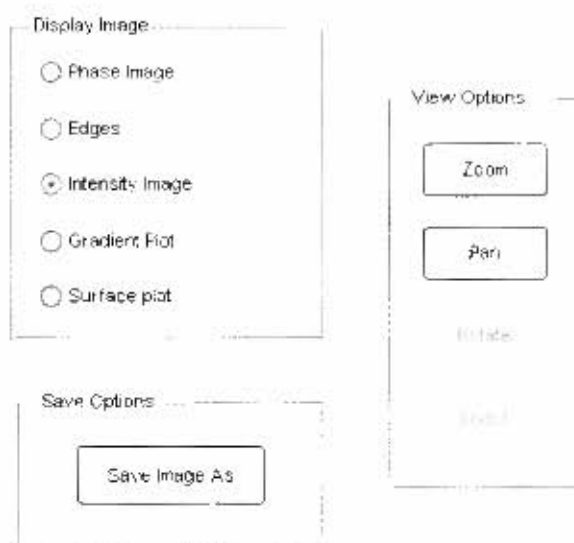 Display Image
Phase Image
Edges
Intensity Image
Gradient Plot
Surface plot
View Options
Zoom
Pan
Rotate
Save Options
Save Image As